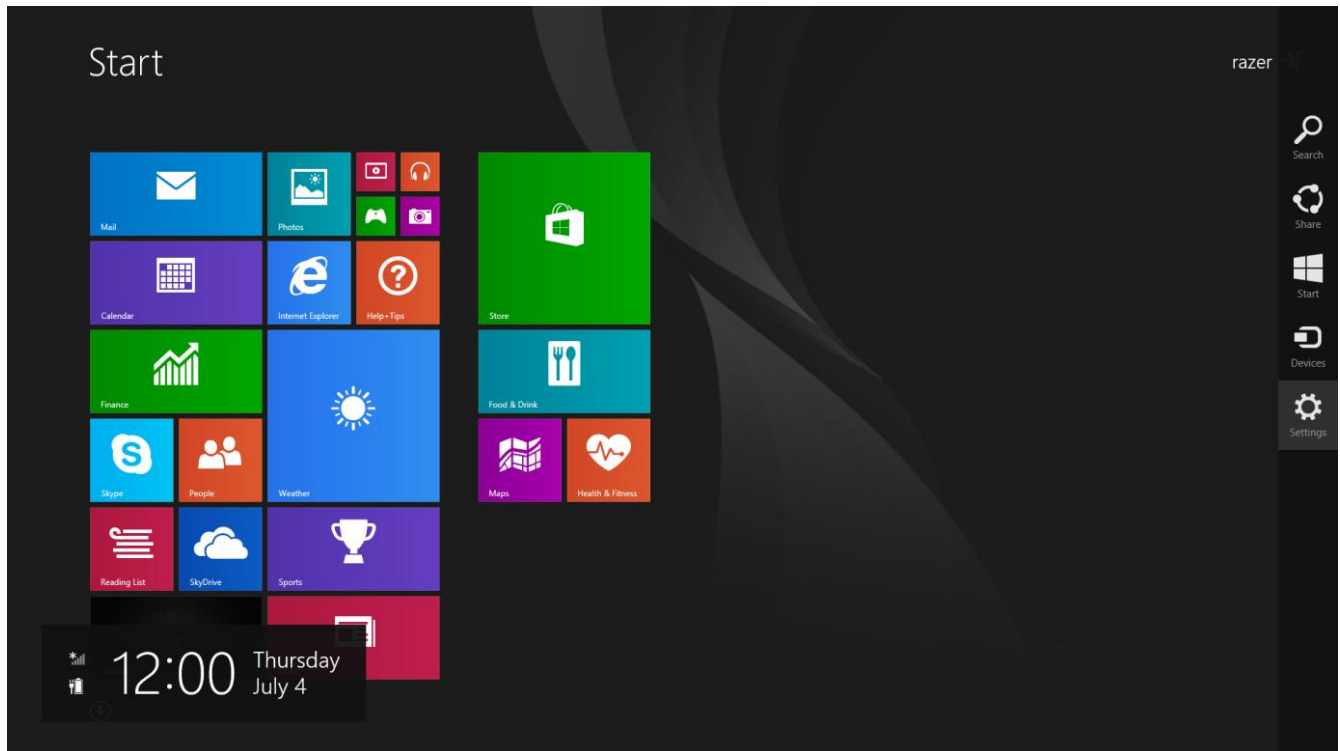 Start
razer
Mail
Photos
Calendar
Internet Explorer
Help+Tips
Store
Finance
Food & Drink
Skype
People
Weather
Maps
Health & Fitness
Reading List
SkyDrive
Sports
12:00
Thursday
July 4
Search
Share
Start
Devices
Settings